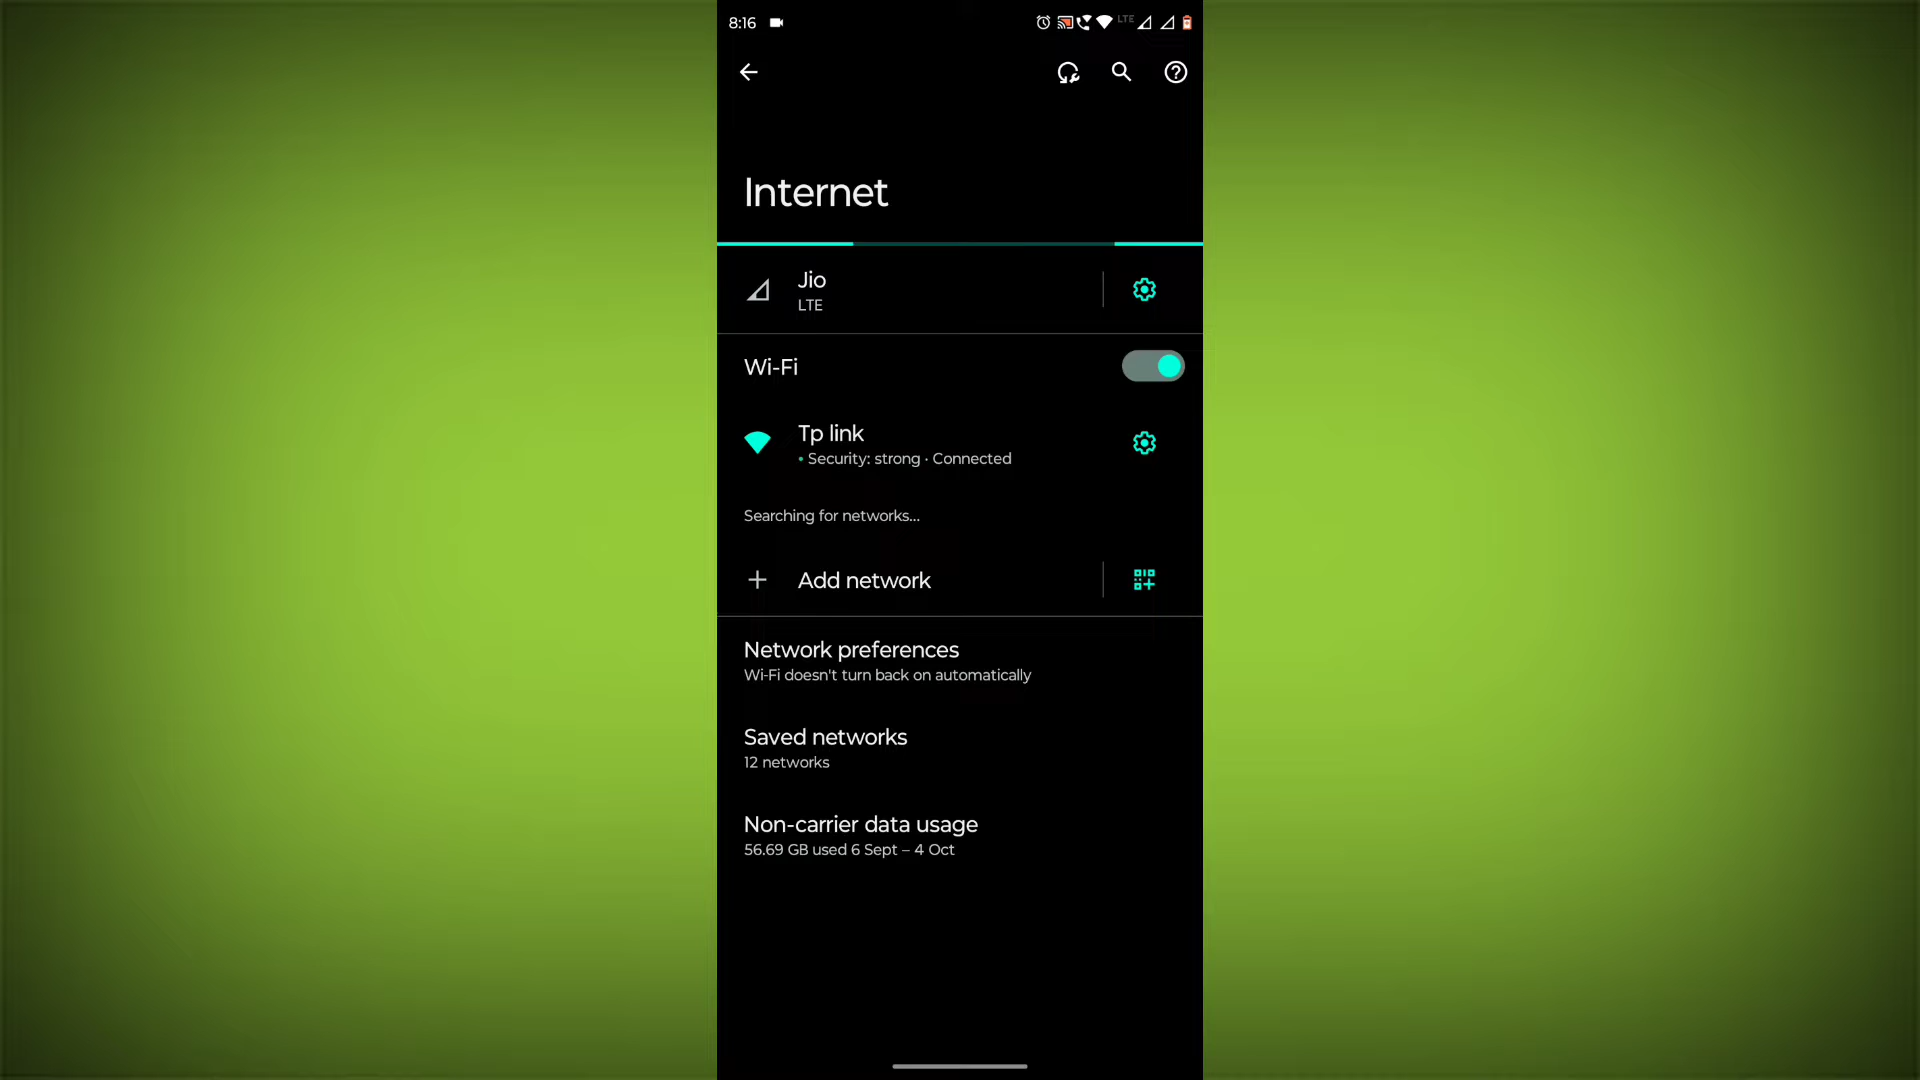 8:16
LTE
Internet
Jio
LTE
Wi-Fi
Tp link
• Security: strong · Connected
Searching for networks...
Add network
Network preferences
Wi-Fi doesn't turn back on automatically
Saved networks
12 networks
Non-carrier data usage
56.69 GB used 6 Sept – 4 Oct